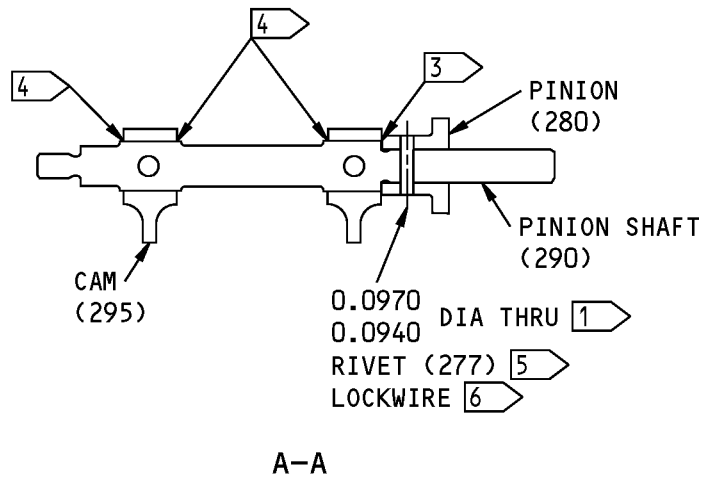 4
4
3
PINION
(280)
PINION SHAFT
(290)
CAM
(295)
0.0970
0.0940 DIA THRU 1
RIVET (277) 5
LOCKWIRE 6
A-A